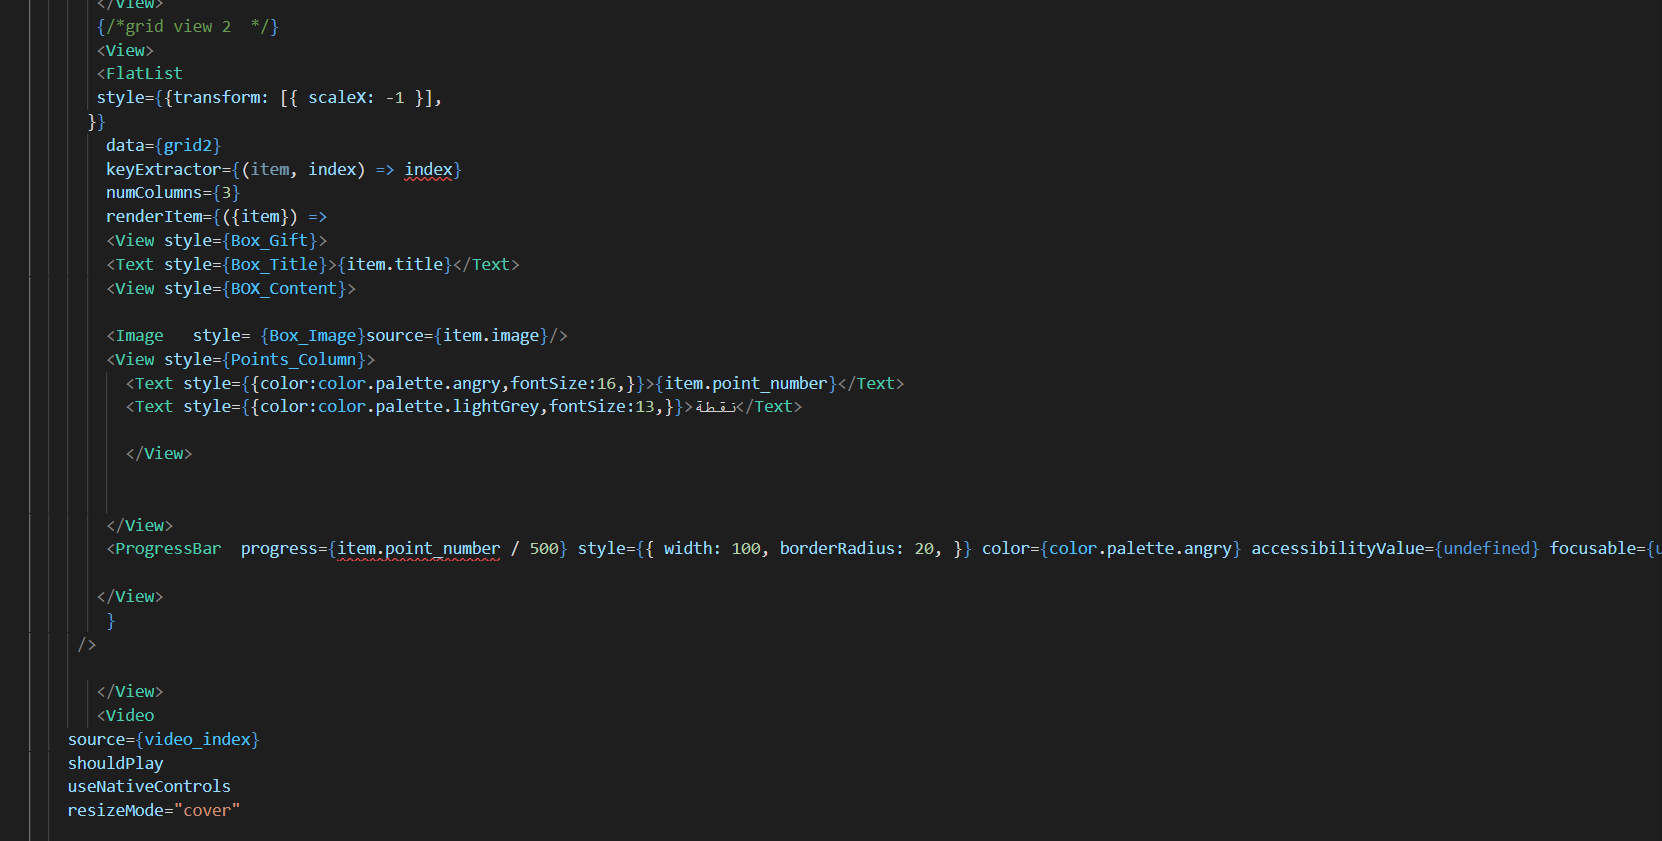 </View>
{/*grid view 2  */}
<View>
<FlatList
style={{transform: [{ scaleX: -1 }],
}}
data={grid2}
keyExtractor={(item, index) => index}
numColumns={3}
renderItem={({item}) =>
<View style={Box_Gift}>
<Text style={Box_Title}>{item.title}</Text>
<View style={BOX_Content}>
<Image   style= {Box_Image}source={item.image}/>
<View style={Points_Column}>
<Text style={{color:color.palette.angry,fontSize:16,}}>{item.point_number}</Text>
<Text style={{color:color.palette.lightGrey,fontSize:13,}}>نقطة</Text>
</View>
</View>
<ProgressBar  progress={item.point_number / 500} style={{ width: 100, borderRadius: 20, }} color={color.palette.angry} accessibilityValue={undefined} focusable={
</View>
}
/>
</View>
<Video
source={video_index}
shouldPlay
useNativeControls
resizeMode="cover"